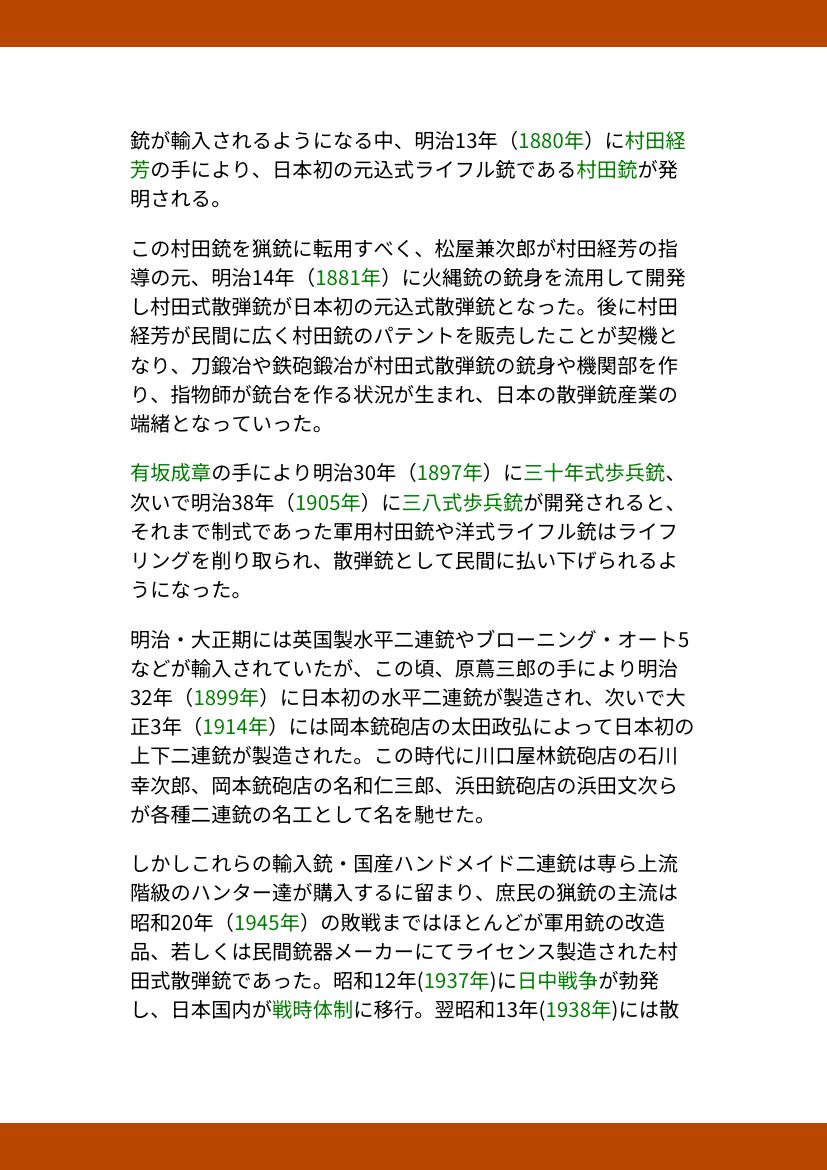 銃が輸入されるようになる中、明治13年（1880年）に村田経
芳の手により、日本初の元込式ライフル銃である村田銃が発
明される。
この村田銃を猟銃に転用すべく、松屋兼次郎が村田経芳の指
導の元、明治14年（1881年）に火縄銃の銃身を流用して開発
し村田式散弾銃が日本初の元込式散弾銃となった。後に村田
経芳が民間に広く村田銃のパテントを販売したことが契機と
なり、刀鍛冶や鉄砲鍛冶が村田式散弾銃の銃身や機関部を作
り、指物師が銃台を作る状況が生まれ、日本の散弾銃産業の
端緒となっていった。
有坂成章の手により明治30年（1897年）に三十年式歩兵銃、
次いで明治38年（1905年）に三八式歩兵銃が開発されると、
それまで制式であった軍用村田銃や洋式ライフル銃はライフ
リングを削り取られ、散弾銃として民間に払い下げられるよ
うになった。
明治・大正期には英国製水平二連銃やブローニング・オート5
などが輸入されていたが、この頃、原蔦三郎の手により明治
32年（1899年）に日本初の水平二連銃が製造され、次いで大
正3年（1914年）には岡本銃砲店の太田政弘によって日本初の
上下二連銃が製造された。この時代に川口屋林銃砲店の石川
幸次郎、岡本銃砲店の名和仁三郎、浜田銃砲店の浜田文次ら
が各種二連銃の名工として名を馳せた。
しかしこれらの輸入銃・国産ハンドメイド二連銃は専ら上流
階級のハンター達が購入するに留まり、庶民の猟銃の主流は
昭和20年（1945年）の敗戦まではほとんどが軍用銃の改造
品、若しくは民間銃器メーカーにてライセンス製造された村
田式散弾銃であった。昭和12年(1937年)に日中戦争が勃発
し、日本国内が戦時体制に移行。翌昭和13年(1938年)には散